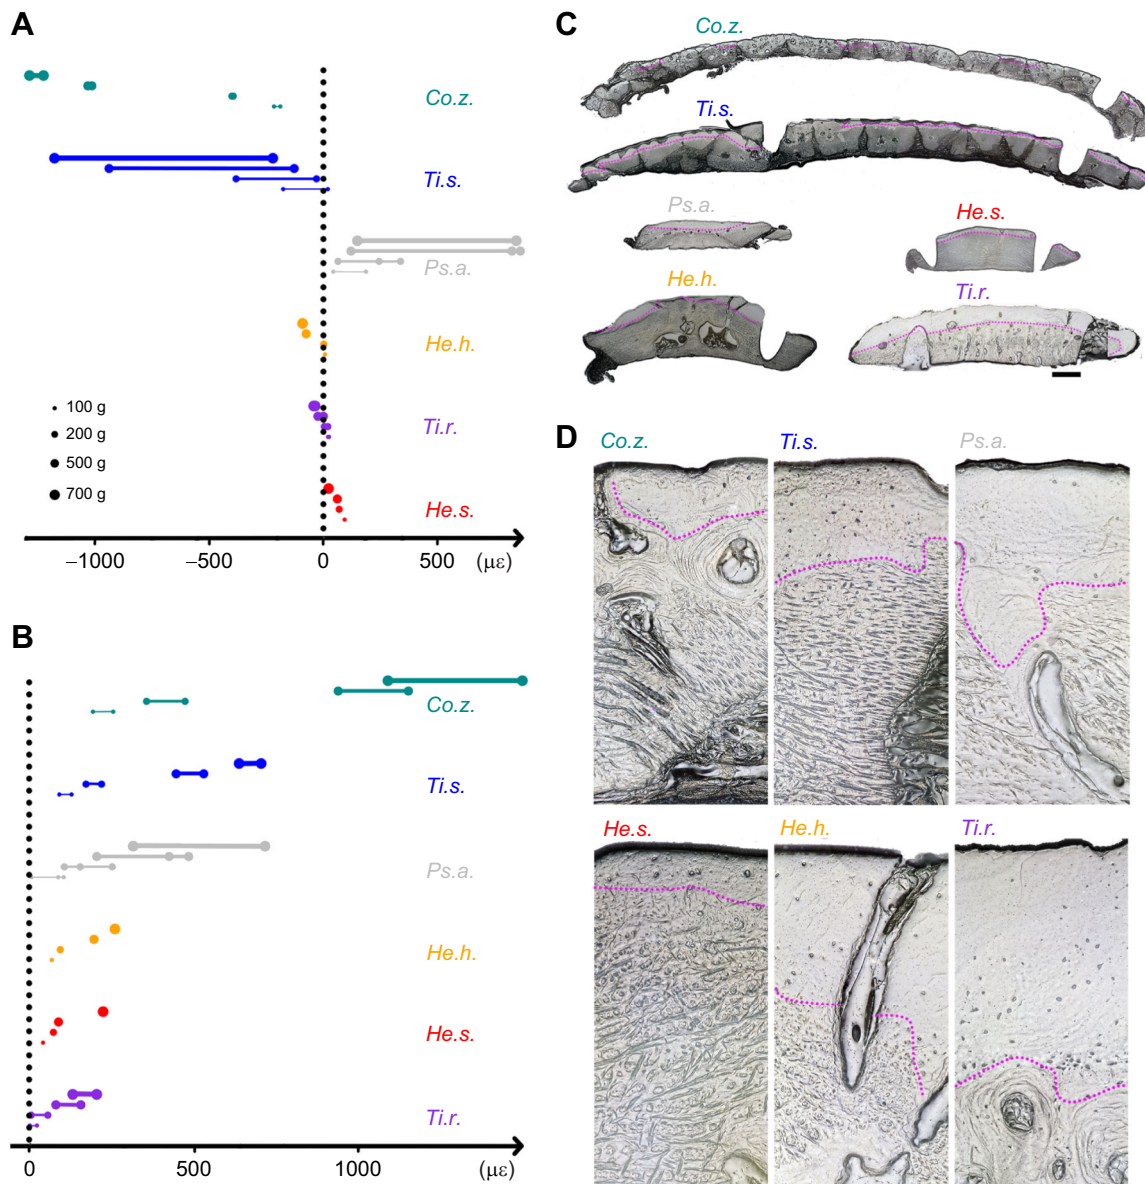 A
Co.z.
Ti.s.
Ps.a.
He.h.
100 g
200 g
500 g
700 g
Ti.r.
He.s.
−1000
−500
0
500
(με)
B
Co.z.
Ti.s.
Ps.a.
He.h.
He.s.
Ti.r.
0
500
1000
(με)
C
Co.z.
Ti.s.
Ps.a.
He.s.
He.h.
Ti.r.
D
Co.z.
Ti.s.
Ps.a.
He.s.
He.h.
Ti.r.